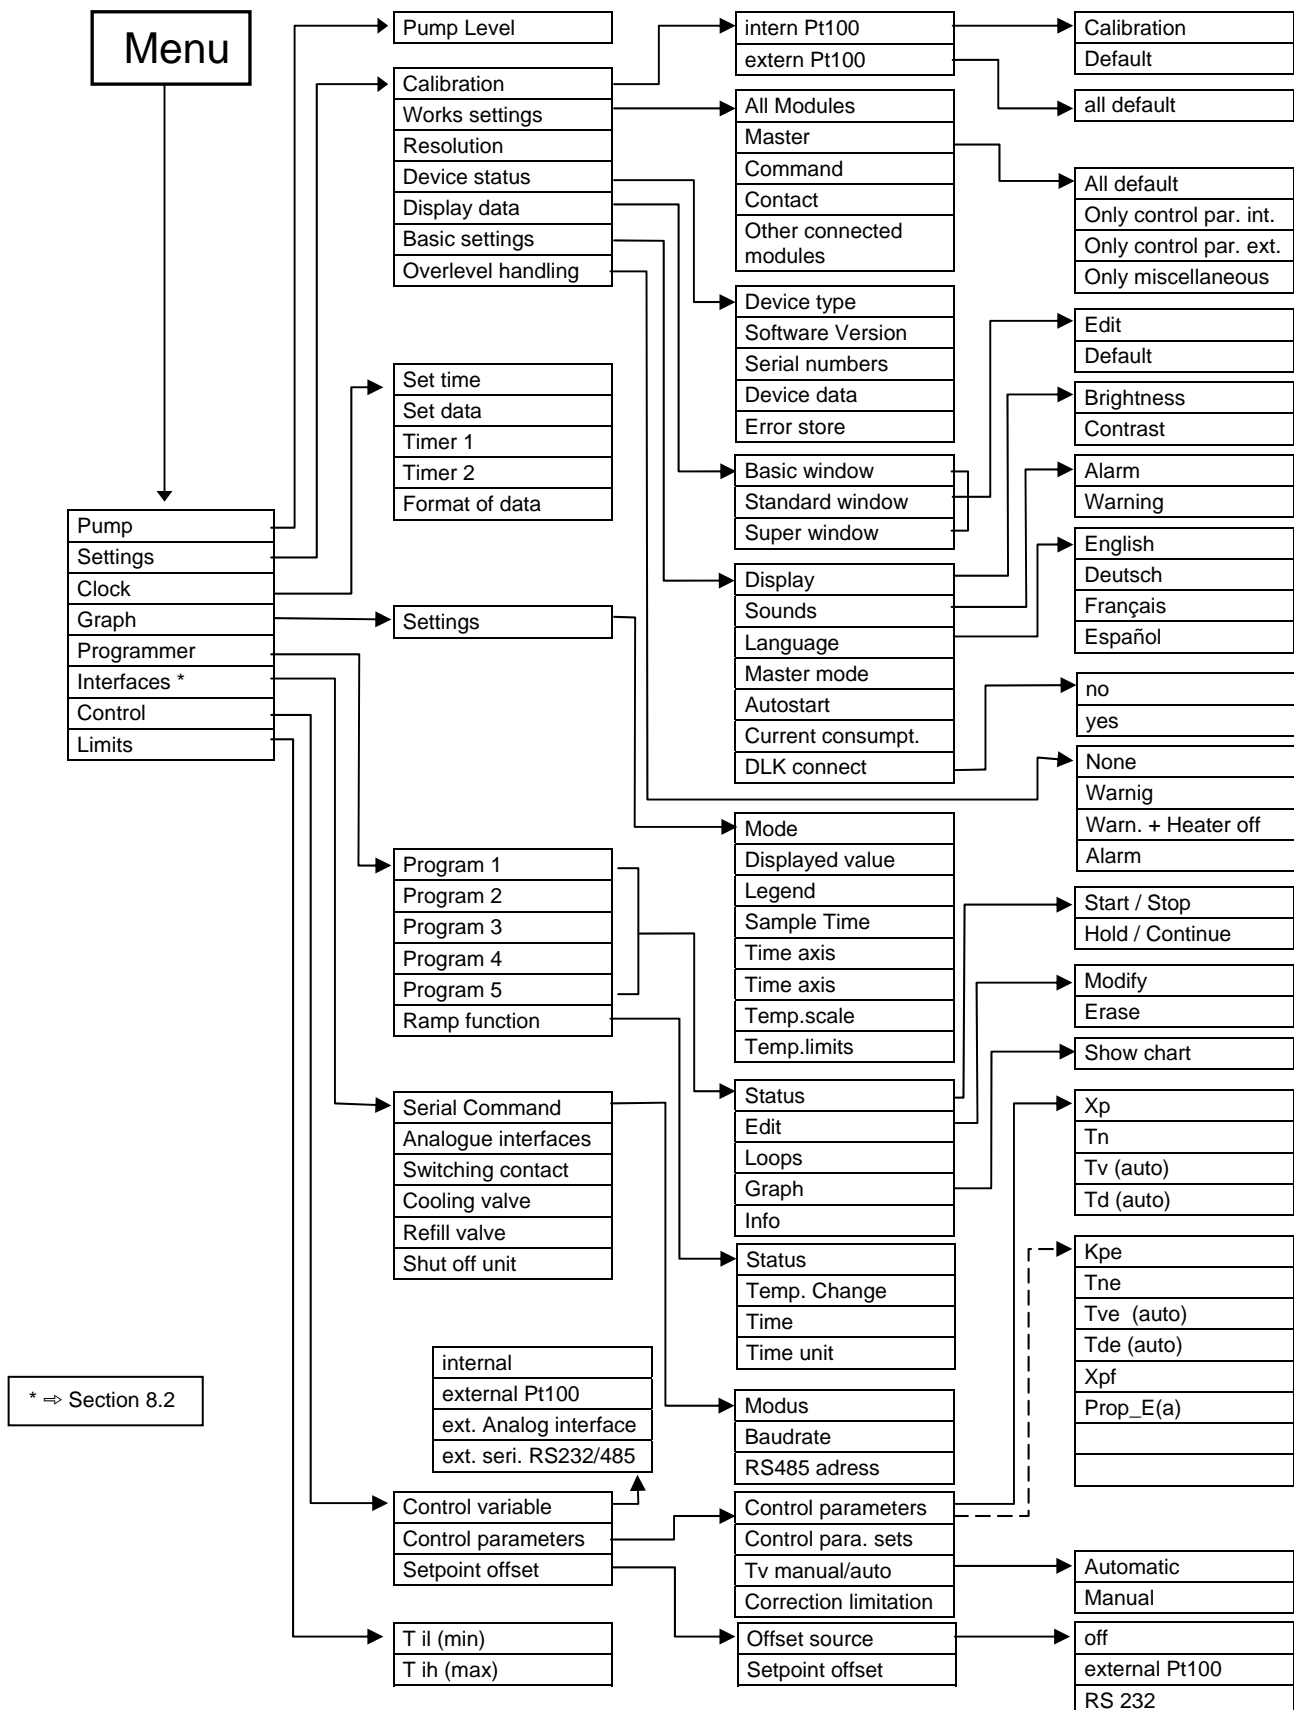 Menu
Pump
Settings
Clock
Graph
Programmer
Interfaces *
Control
Limits
* ⇨ Section 8.2
Pump Level
Calibration
Works settings
Resolution
Device status
Display data
Basic settings
Overlevel handling
Set time
Set data
Timer 1
Timer 2
Format of data
Settings
Program 1
Program 2
Program 3
Program 4
Program 5
Ramp function
Serial Command
Analogue interfaces
Switching contact
Cooling valve
Refill valve
Shut off unit
internal
external Pt100
ext. Analog interface
ext. seri. RS232/485
Control variable
Control parameters
Setpoint offset
T il (min)
T ih (max)
intern Pt100
extern Pt100
All Modules
Master
Command
Contact
Other connected
modules
Device type
Software Version
Serial numbers
Device data
Error store
Basic window
Standard window
Super window
Display
Sounds
Language
Master mode
Autostart
Current consumpt.
DLK connect
Mode
Displayed value
Legend
Sample Time
Time axis
Time axis
Temp.scale
Temp.limits
Status
Edit
Loops
Graph
Info
Status
Temp. Change
Time
Time unit
Modus
Baudrate
RS485 adress
Control parameters
Control para. sets
Tv manual/auto
Correction limitation
Offset source
Setpoint offset
Calibration
Default
all default
All default
Only control par. int.
Only control par. ext.
Only miscellaneous
Edit
Default
Brightness
Contrast
Alarm
Warning
English
Deutsch
Français
Español
no
yes
None
Warnig
Warn. + Heater off
Alarm
Start / Stop
Hold / Continue
Modify
Erase
Show chart
Xp
Tn
Tv (auto)
Td (auto)
Kpe
Tne
Tve (auto)
Tde (auto)
Xpf
Prop_E(a)
Automatic
Manual
off
external Pt100
RS 232